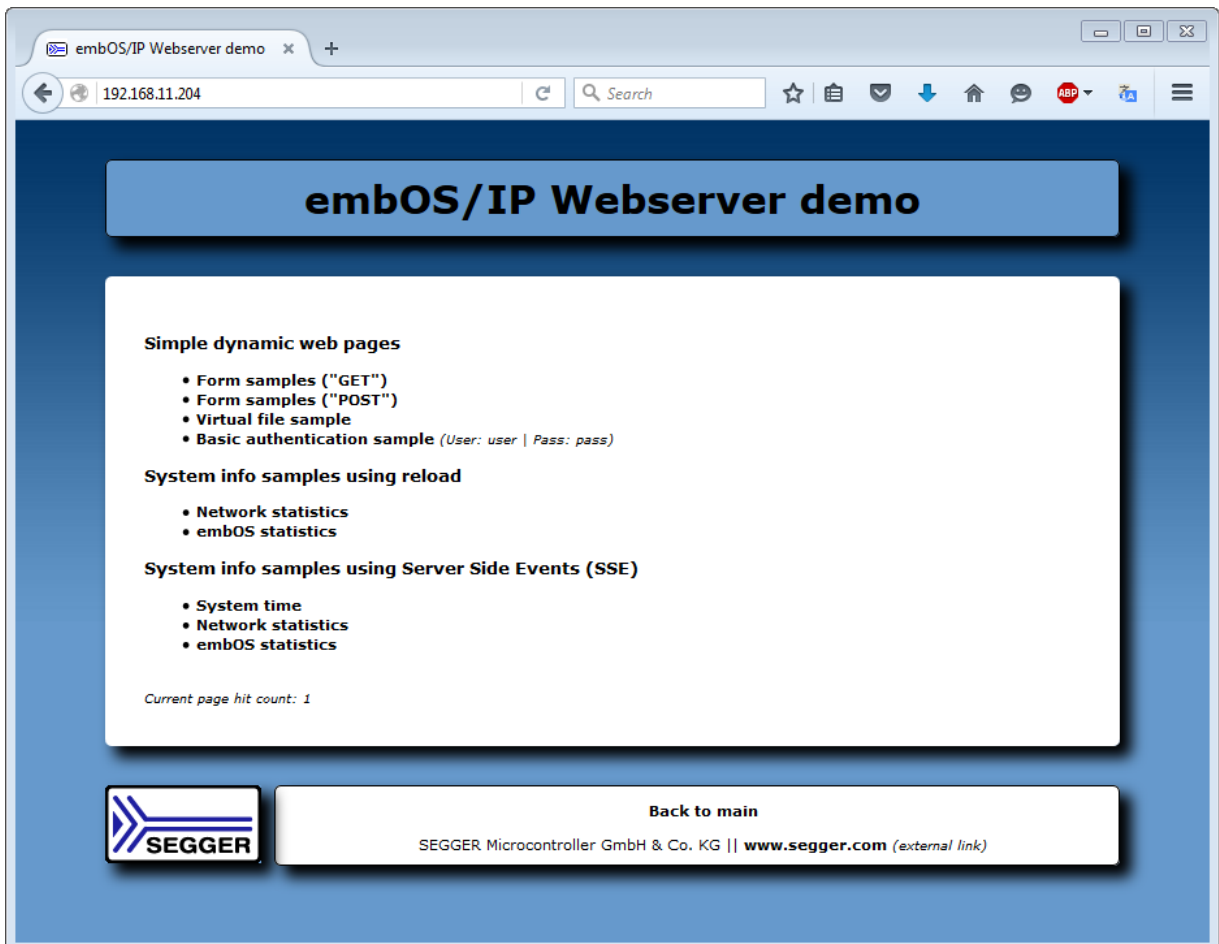 embOS/IP Webserver demo
192.168.11.204
Search
ABP
embOS/IP Webserver demo
Simple dynamic web pages
• Form samples ("GET")
• Form samples ("POST")
• Virtual file sample
• Basic authentication sample (User: user | Pass: pass)
System info samples using reload
• Network statistics
• embOS statistics
System info samples using Server Side Events (SSE)
• System time
• Network statistics
• embOS statistics
Current page hit count: 1
SEGGER
Back to main
SEGGER Microcontroller GmbH & Co. KG || www.segger.com (external link)